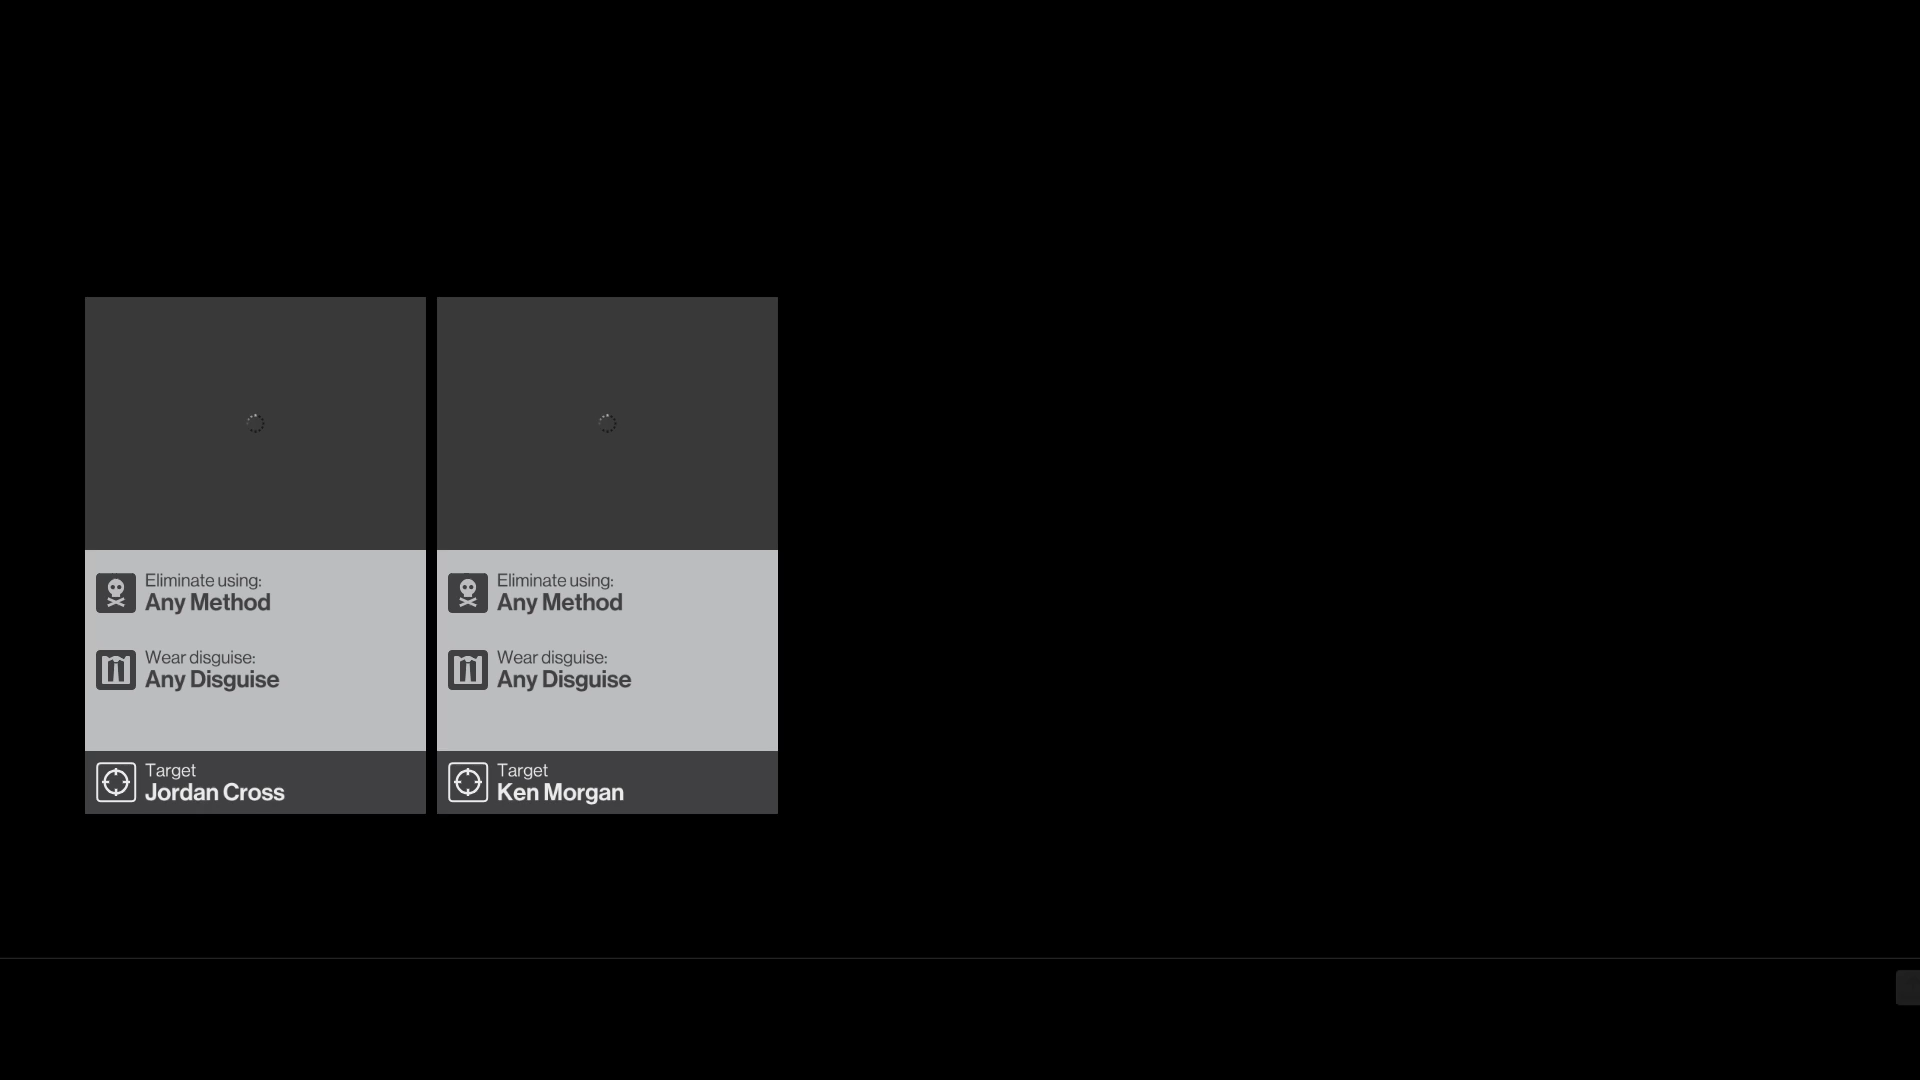 Eliminate using:
Any Method
Wear disguise:
Any Disguise
Target
Jordan Cross
Eliminate using:
Any Method
Wear disguise:
Any Disguise
Target
Ken Morgan